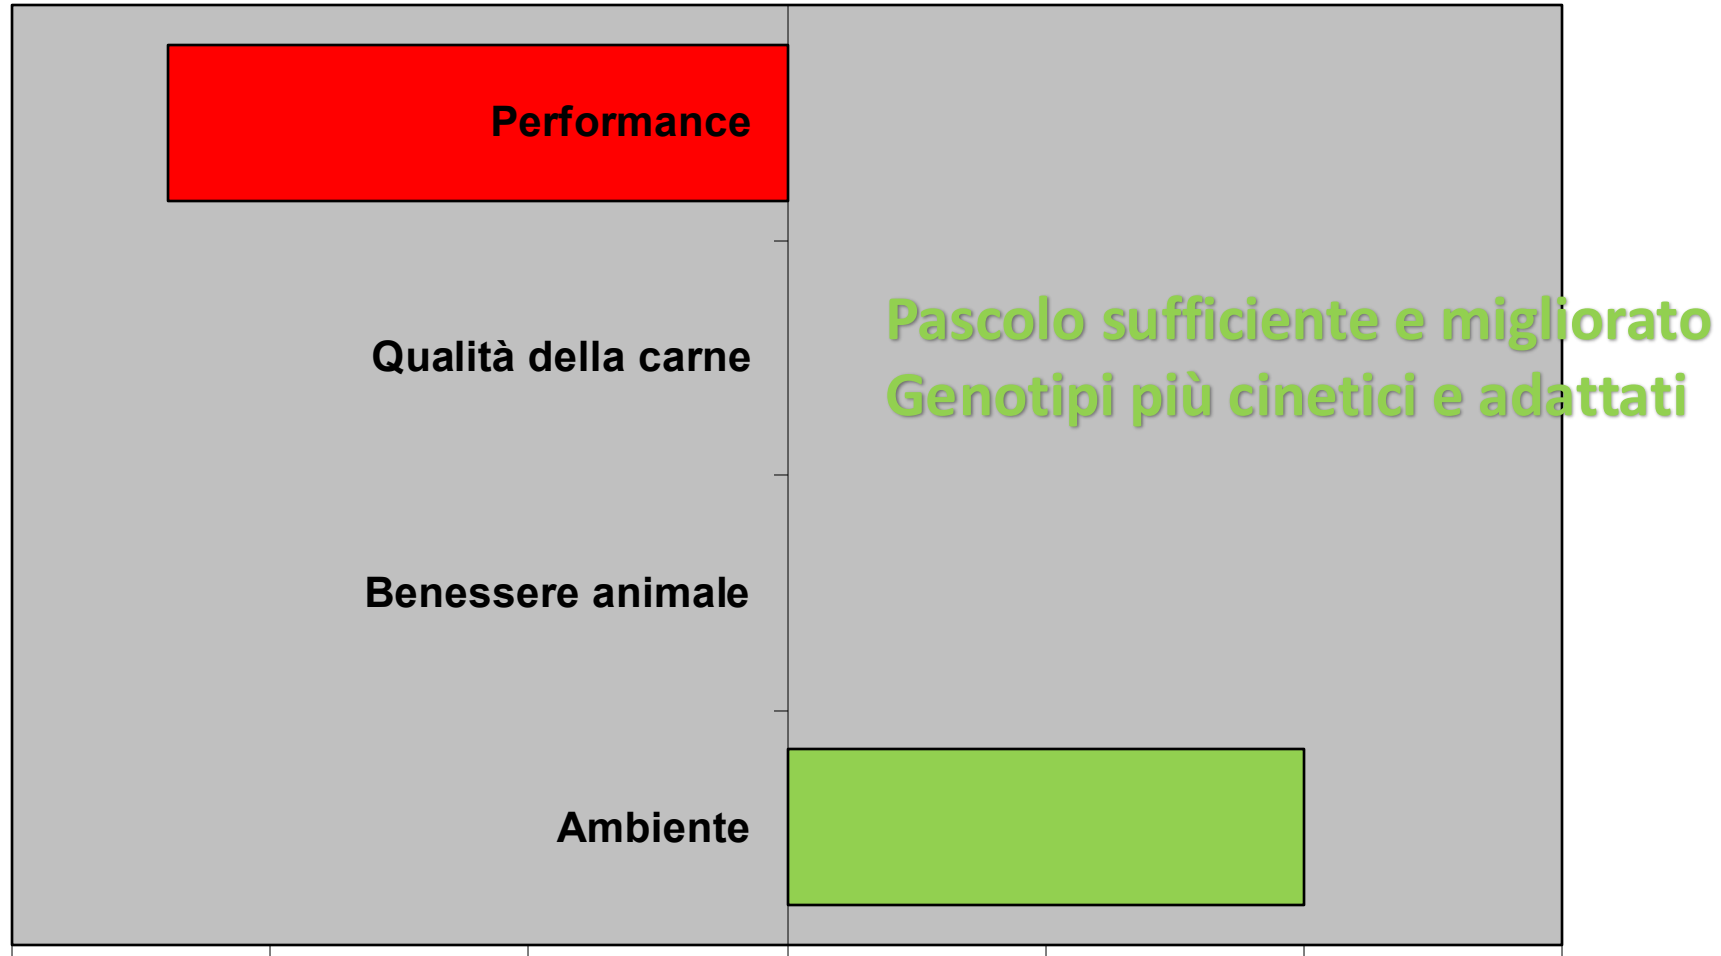 Performance
Qualità della carne
Pascolo sufficiente e migliorato
Genotipi più cinetici e adattati
Benessere animale
Ambiente